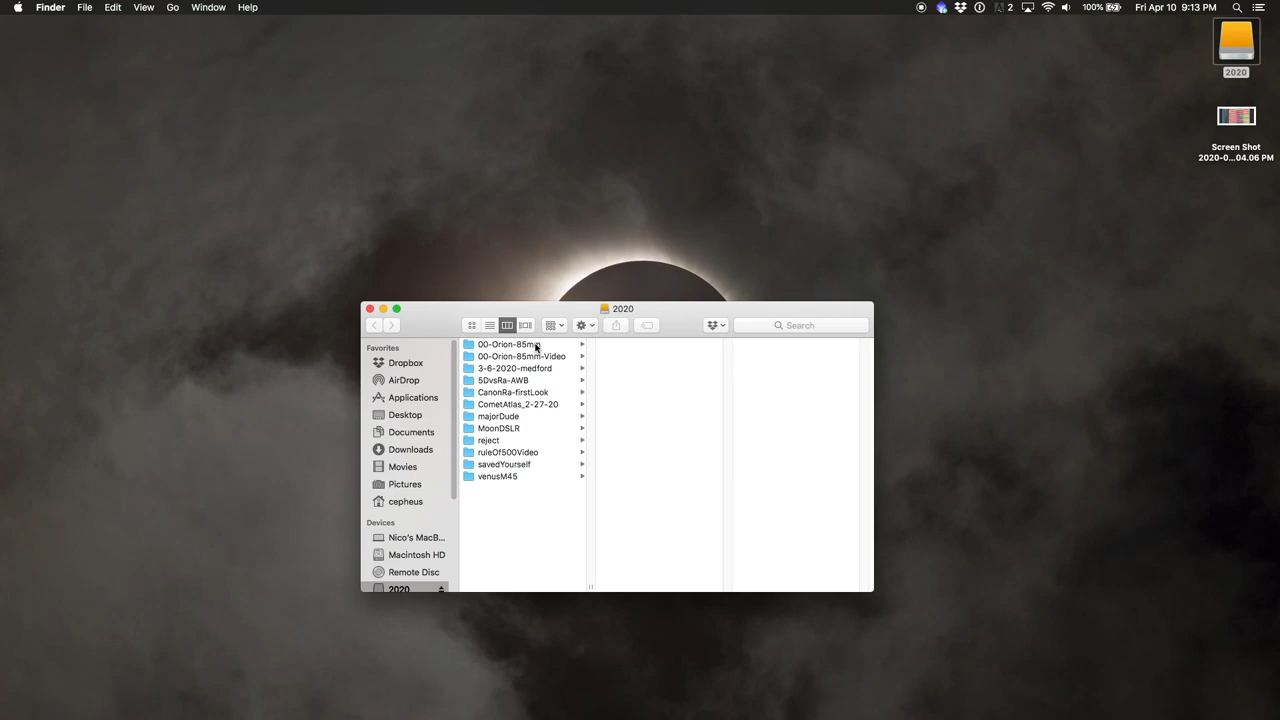 Finder File Edit View Go Window Help
2 100% Fri Apr 10 9:13 PM
2020
Screen Shot
2020-0...04.06 PM
2020
Search
Favorites
Dropbox
AirDrop
Applications
Desktop
Documents
Downloads
Movies
Pictures
cepheus
Devices
Nico's MacB...
Macintosh HD
Remote Disc
2020
00-Orion-85mm
00-Orion-85mm-Video
3-6-2020-medford
5DvsRa-AWB
CanonRa-firstLook
CometAtlas_2-27-20
majorDude
MoonDSLR
reject
ruleOf500Video
savedYourself
venusM45